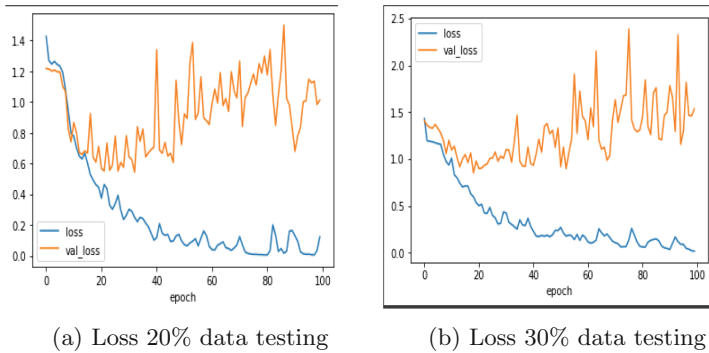 1.4
1.2
1.0
0.8
0.6
0.4
0.2
0.0
loss
val_loss
0 20 40 60 80 100
epoch
(a) Loss 20% data testing
2.5
2.0
1.5
1.0
0.5
0.0
loss
val_loss
0 20 40 60 80 100
epoch
(b) Loss 30% data testing